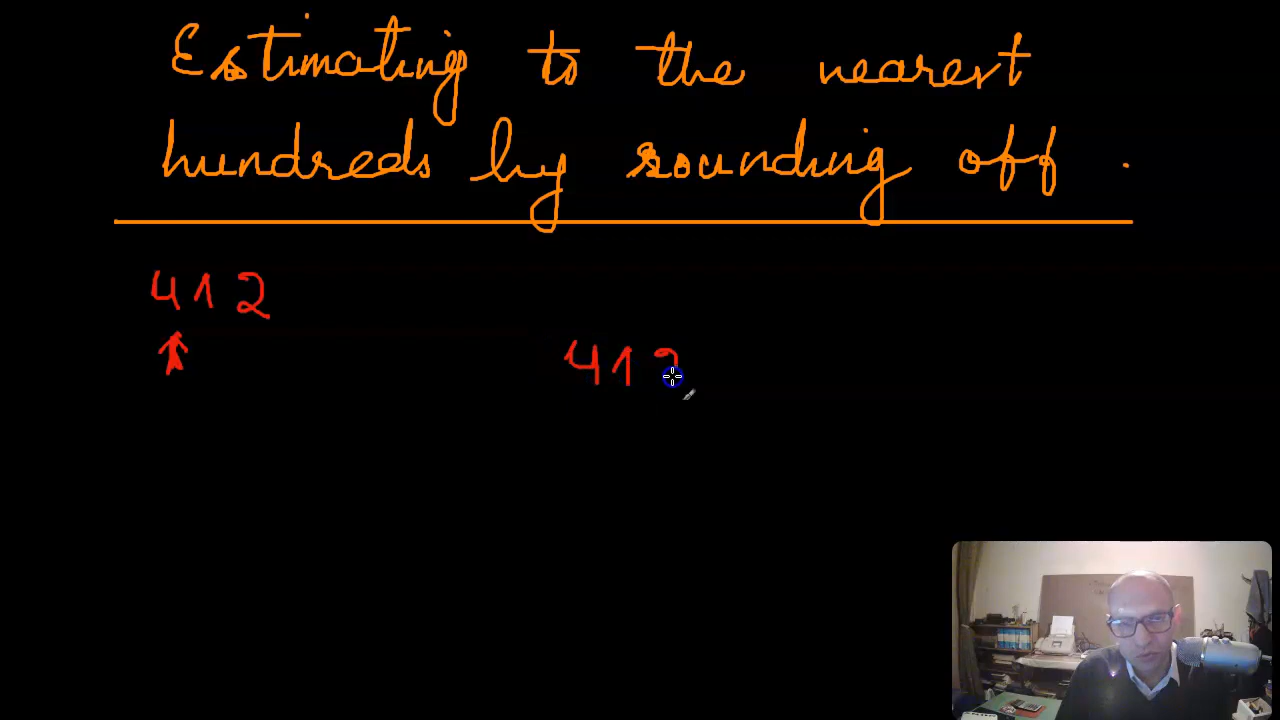 Estimating to the nearest
hundreds by rounding off.
412
412